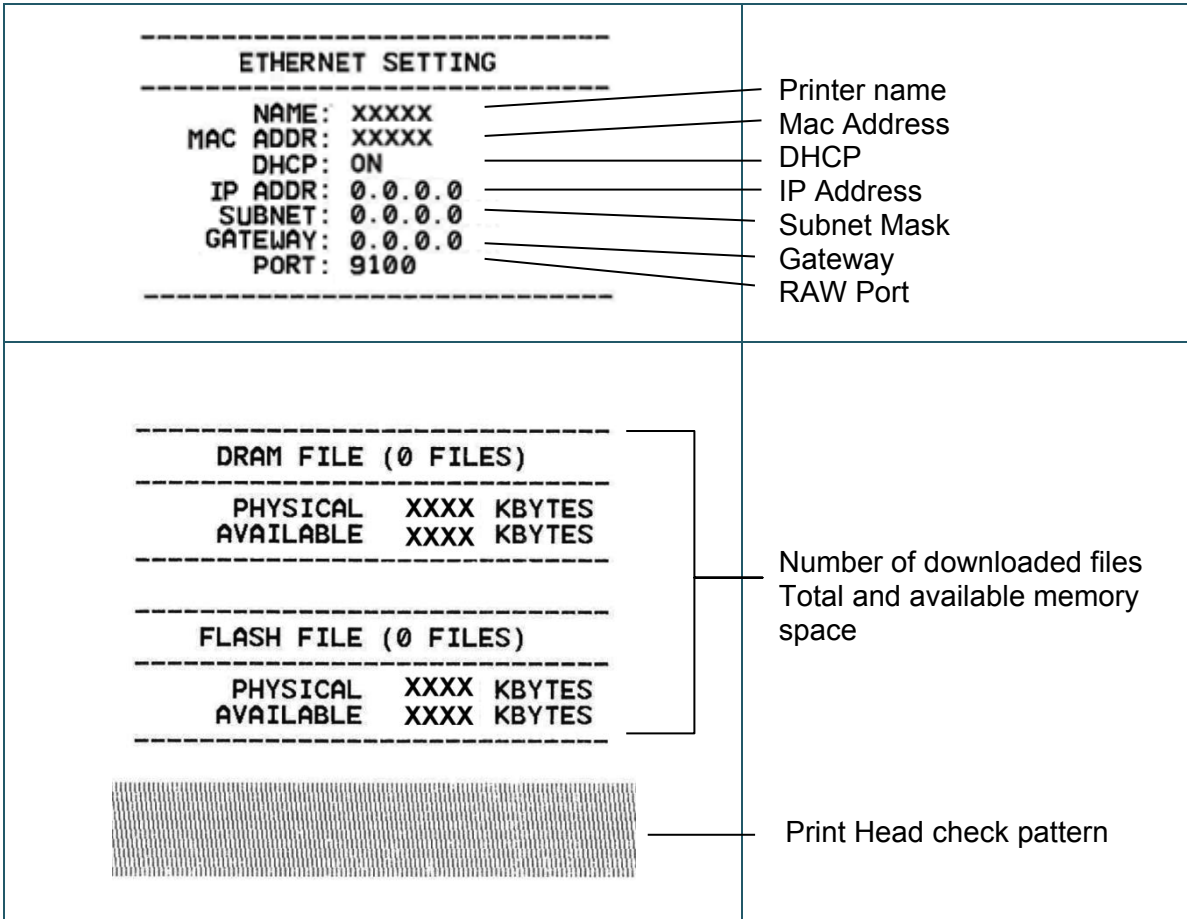 ETHERNET SETTING
NAME: XXXXX
MAC ADDR: XXXXX
DHCP: ON
IP ADDR: 0.0.0.0
SUBNET: 0.0.0.0
GATEWAY: 0.0.0.0
PORT: 9100
Printer name
Mac Address
DHCP
IP Address
Subnet Mask
Gateway
RAW Port
DRAM FILE (0 FILES)
PHYSICAL XXXX KBYTES
AVAILABLE XXXX KBYTES
FLASH FILE (0 FILES)
PHYSICAL XXXX KBYTES
AVAILABLE XXXX KBYTES
Number of downloaded files
Total and available memory
space
Print Head check pattern